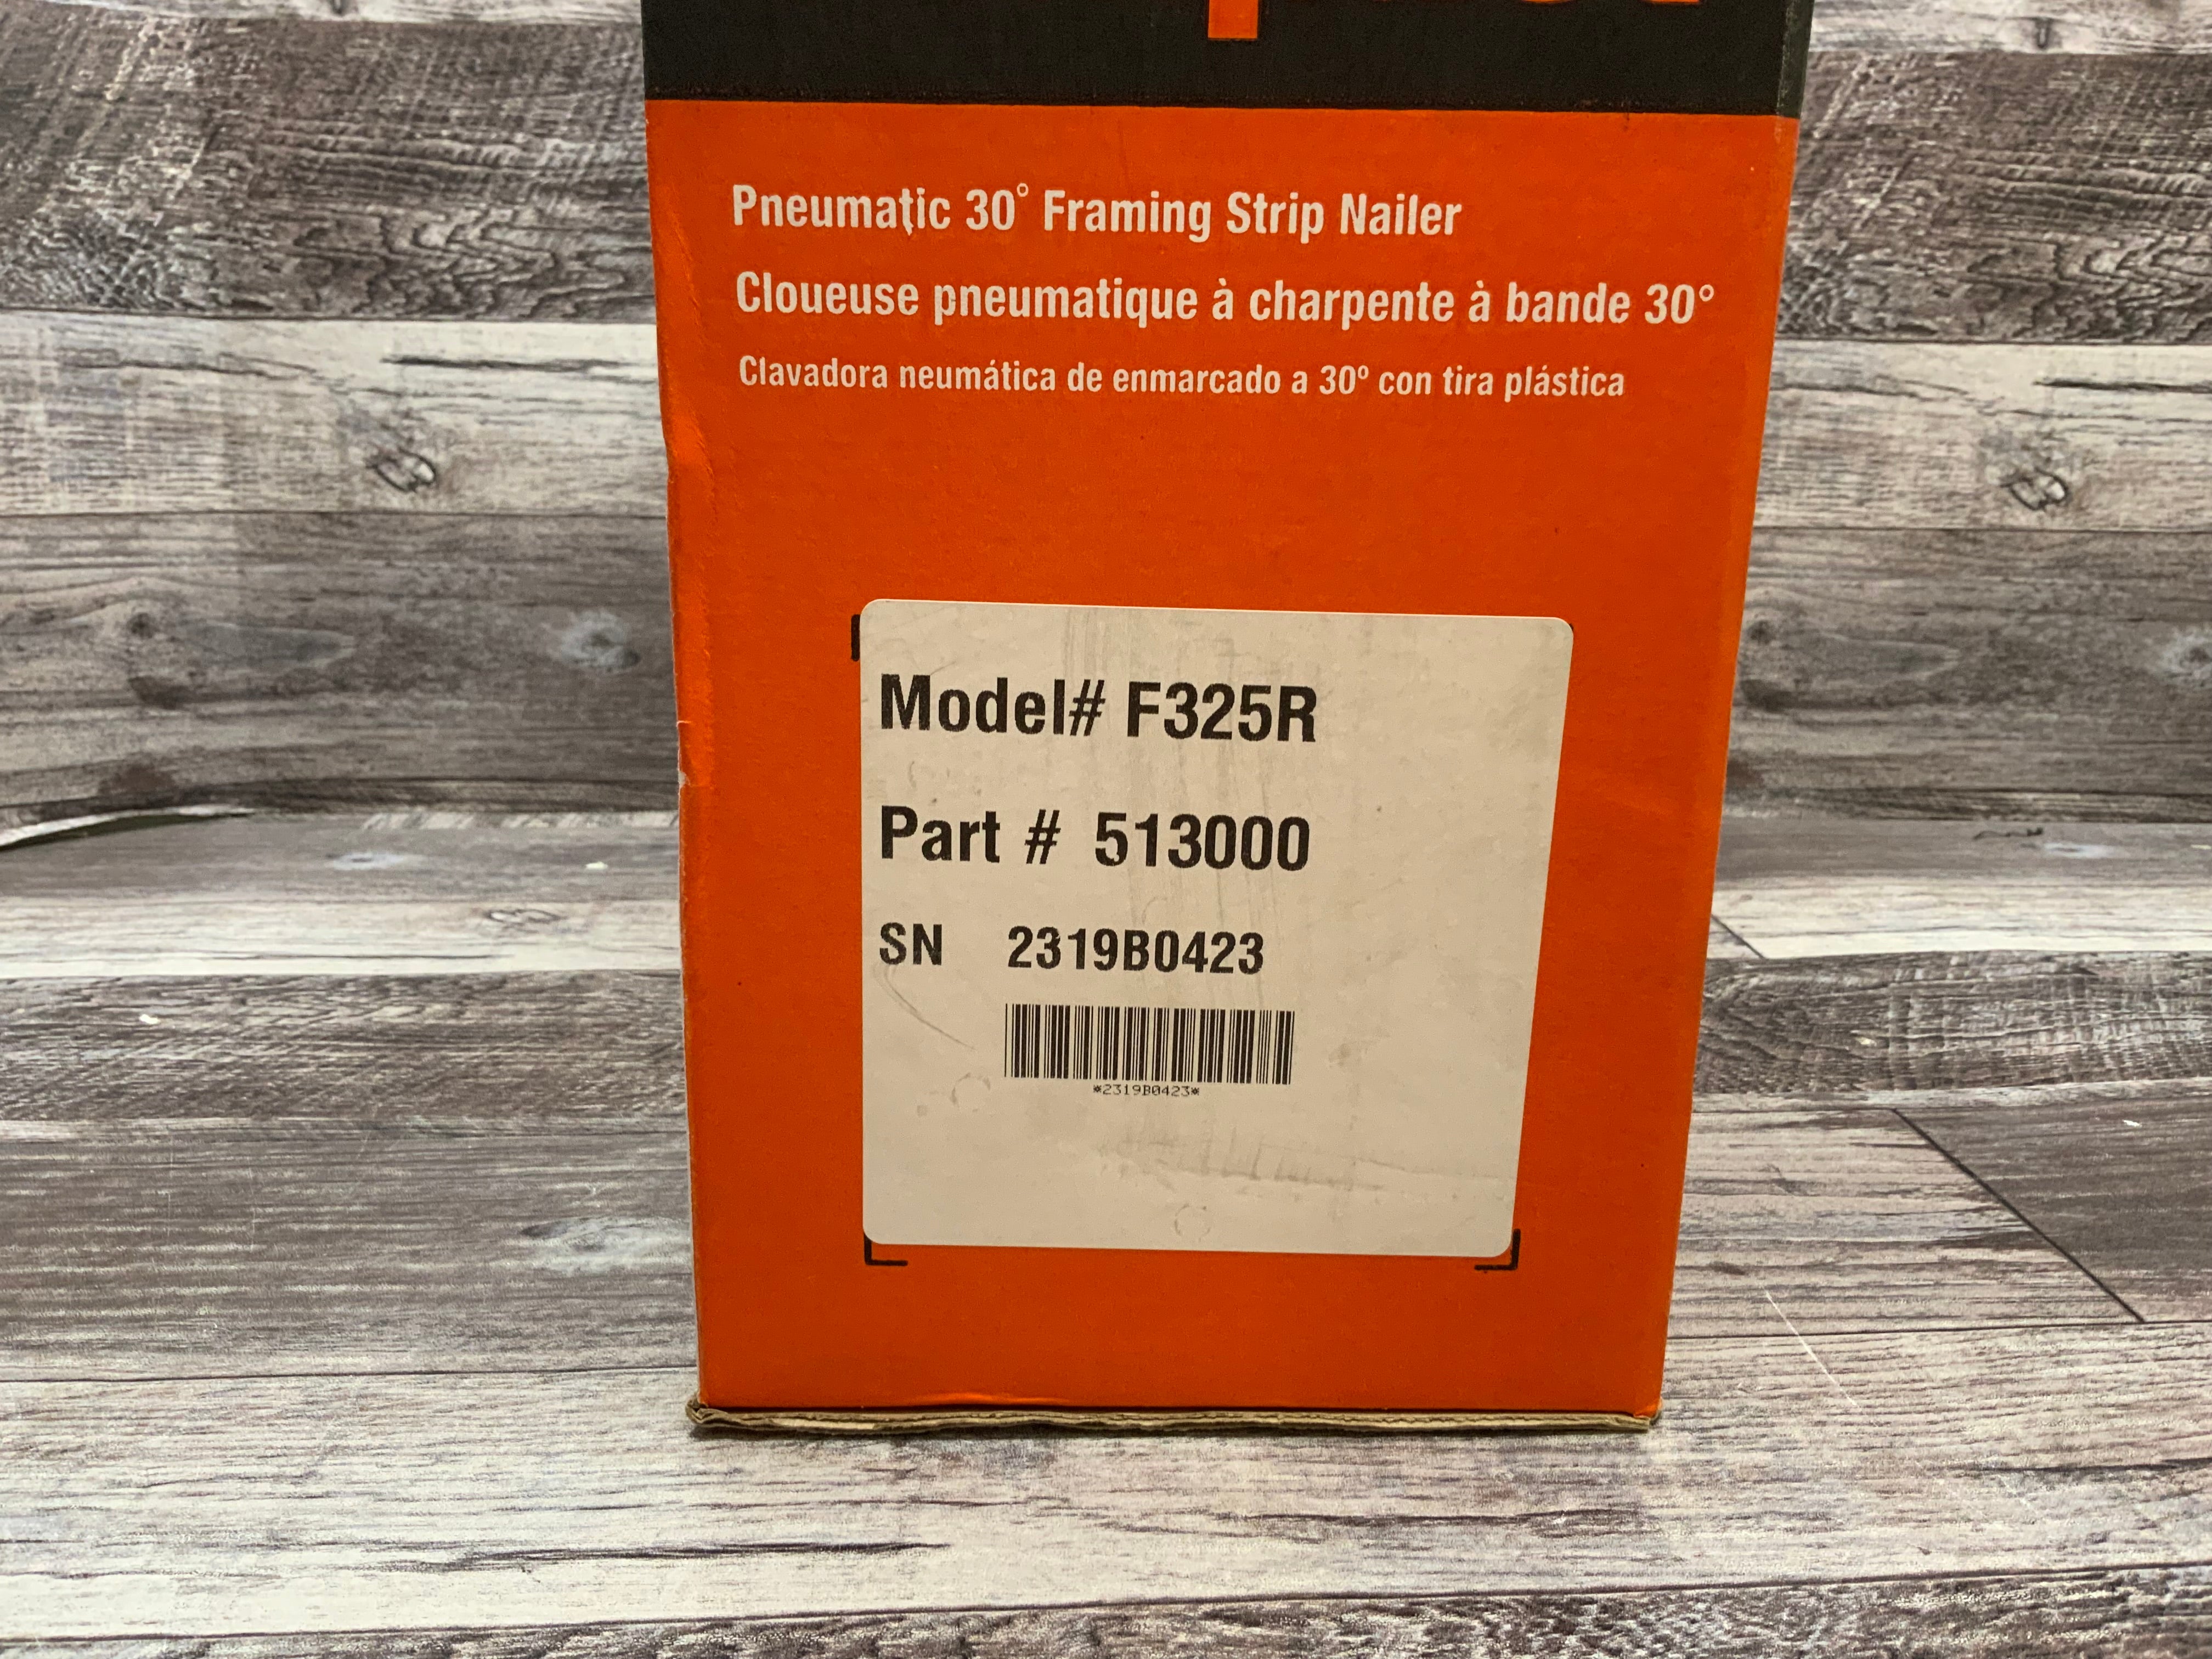 Pneumatic 30° Framing Strip Nailer
Cloueuse pneumatique à charpente à bande 30°
Clavadora neumática de enmarcado a 30º con tira plástica
Model# F325R
Part # 513000
SN 2319B0423
*2319B0423*